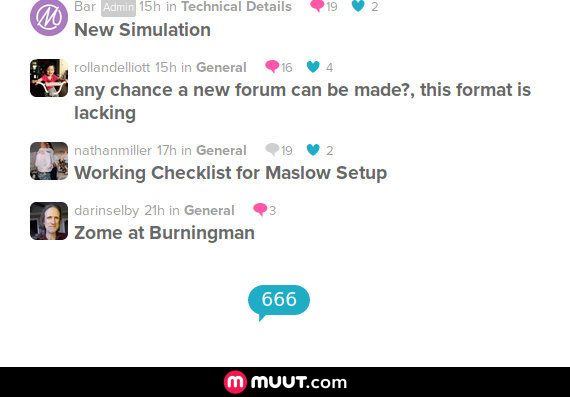 Bar Admin 15h in Technical Details 19 2
New Simulation
rollandelliott 15h in General 16 4
any chance a new forum can be made?, this format is
lacking
nathanmiller 17h in General 19 2
Working Checklist for Maslow Setup
darinselby 21h in General 3
Zome at Burningman
666
muut.com